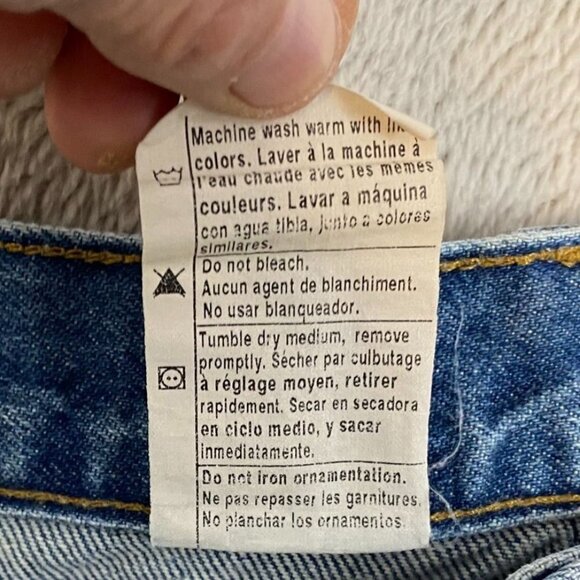 Machine wash warm with
colors. Laver à la machine à
l'eau chaude avec les mêmes
couleurs. Lavar a máquina
con agua tibia, junto a colores
similares.
Do not bleach.
Aucun agent de blanchiment.
No usar blanqueador.
Tumble dry medium, remove
promptly. Sécher par culbutage
à réglage moyen, retirer
rapidement. Secar en secadora
en ciclo medio, y sacar
inmediatamente.
Do not iron ornamentation.
Ne pas repasser les garnitures.
No planchar los ornamentos.